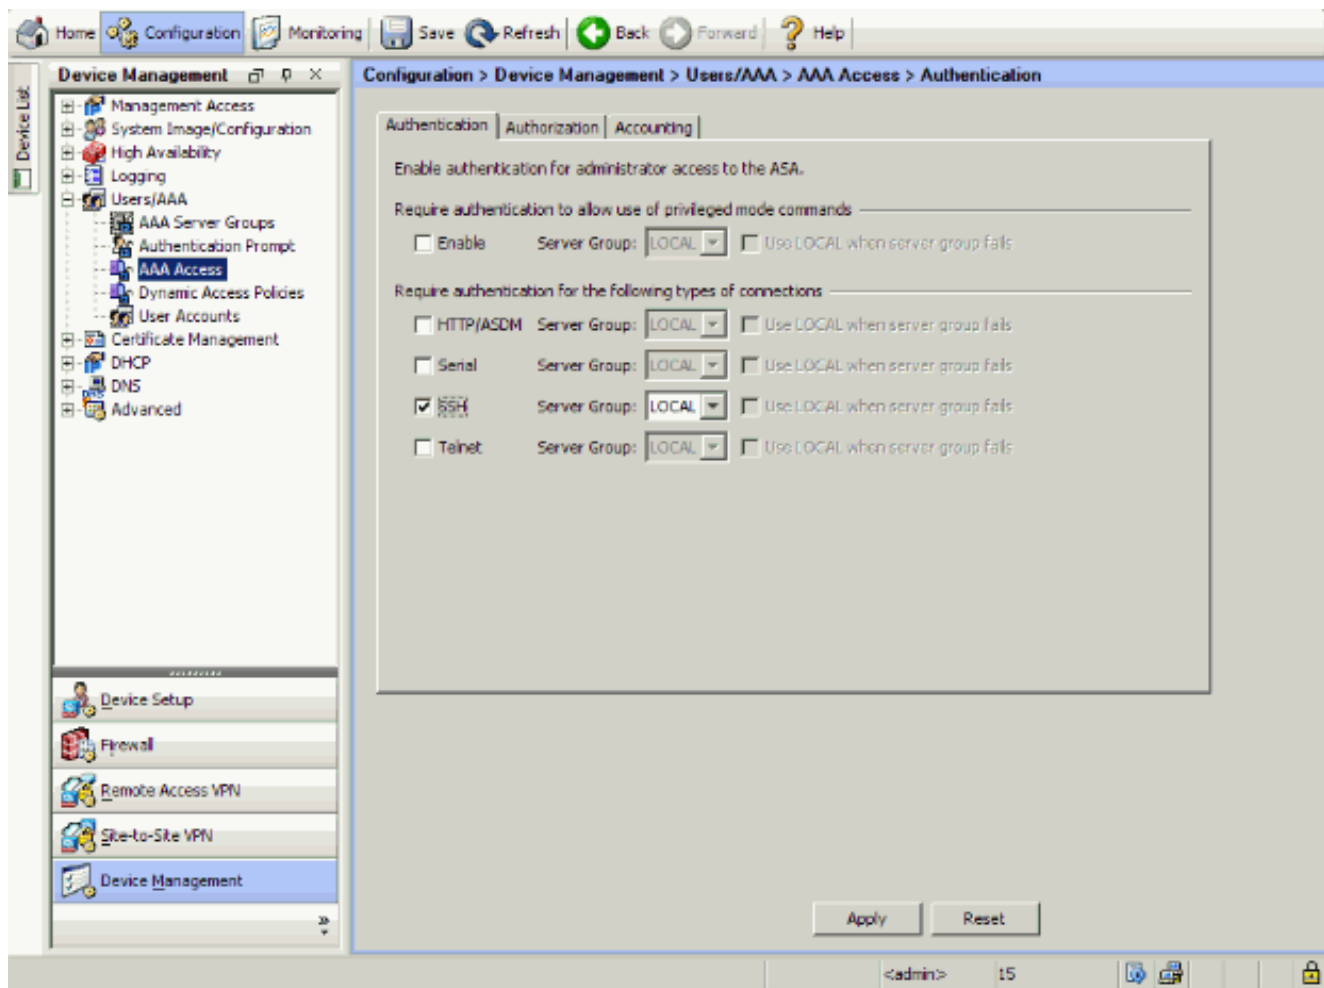 Home Configuration Monitoring Save Refresh Back Forward Help
Device List
Device Management
Management Access
System Image/Configuration
High Availability
Logging
Users/AAA
AAA Server Groups
Authentication Prompt
AAA Access
Dynamic Access Policies
User Accounts
Certificate Management
DHCP
DNS
Advanced
Device Setup
Firewall
Remote Access VPN
Site-to-Site VPN
Device Management
Configuration > Device Management > Users/AAA > AAA Access > Authentication
Authentication Authorization Accounting
Enable authentication for administrator access to the ASA.
Require authentication to allow use of privileged mode commands
Enable Server Group: LOCAL Use LOCAL when server group fails
Require authentication for the following types of connections
HTTP/ASDM Server Group: LOCAL Use LOCAL when server group fails
Serial Server Group: LOCAL Use LOCAL when server group fails
SSH Server Group: LOCAL Use LOCAL when server group fails
Telnet Server Group: LOCAL Use LOCAL when server group fails
Apply Reset
<admin> 15